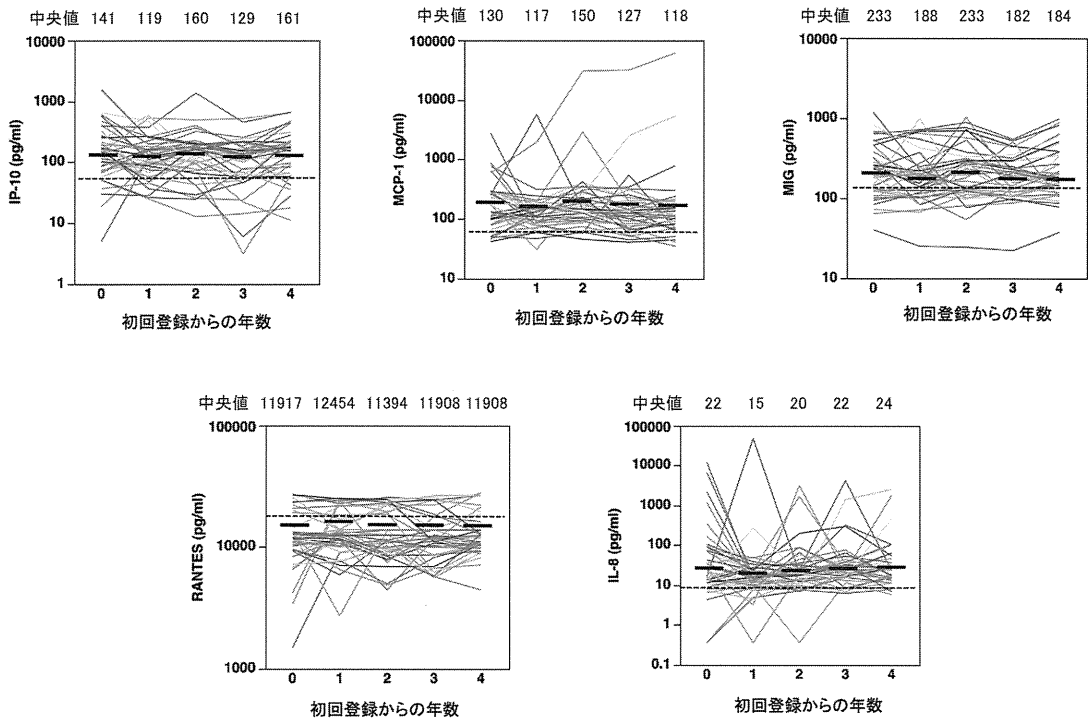 中央値 141 119 160 129 161
10000
1000
100
10
1
IP-10 (pg/ml)
0 1 2 3 4
初回登録からの年数
中央値 130 117 150 127 118
100000
10000
1000
100
10
MCP-1 (pg/ml)
0 1 2 3 4
初回登録からの年数
中央値 233 188 233 182 184
10000
1000
100
10
MIG (pg/ml)
0 1 2 3 4
初回登録からの年数
中央値 11917 12454 11394 11908 11908
100000
10000
1000
RANTES (pg/ml)
0 1 2 3 4
初回登録からの年数
中央値 22 15 20 22 24
100000
10000
1000
100
10
1
0.1
IL-8 (pg/ml)
0 1 2 3 4
初回登録からの年数